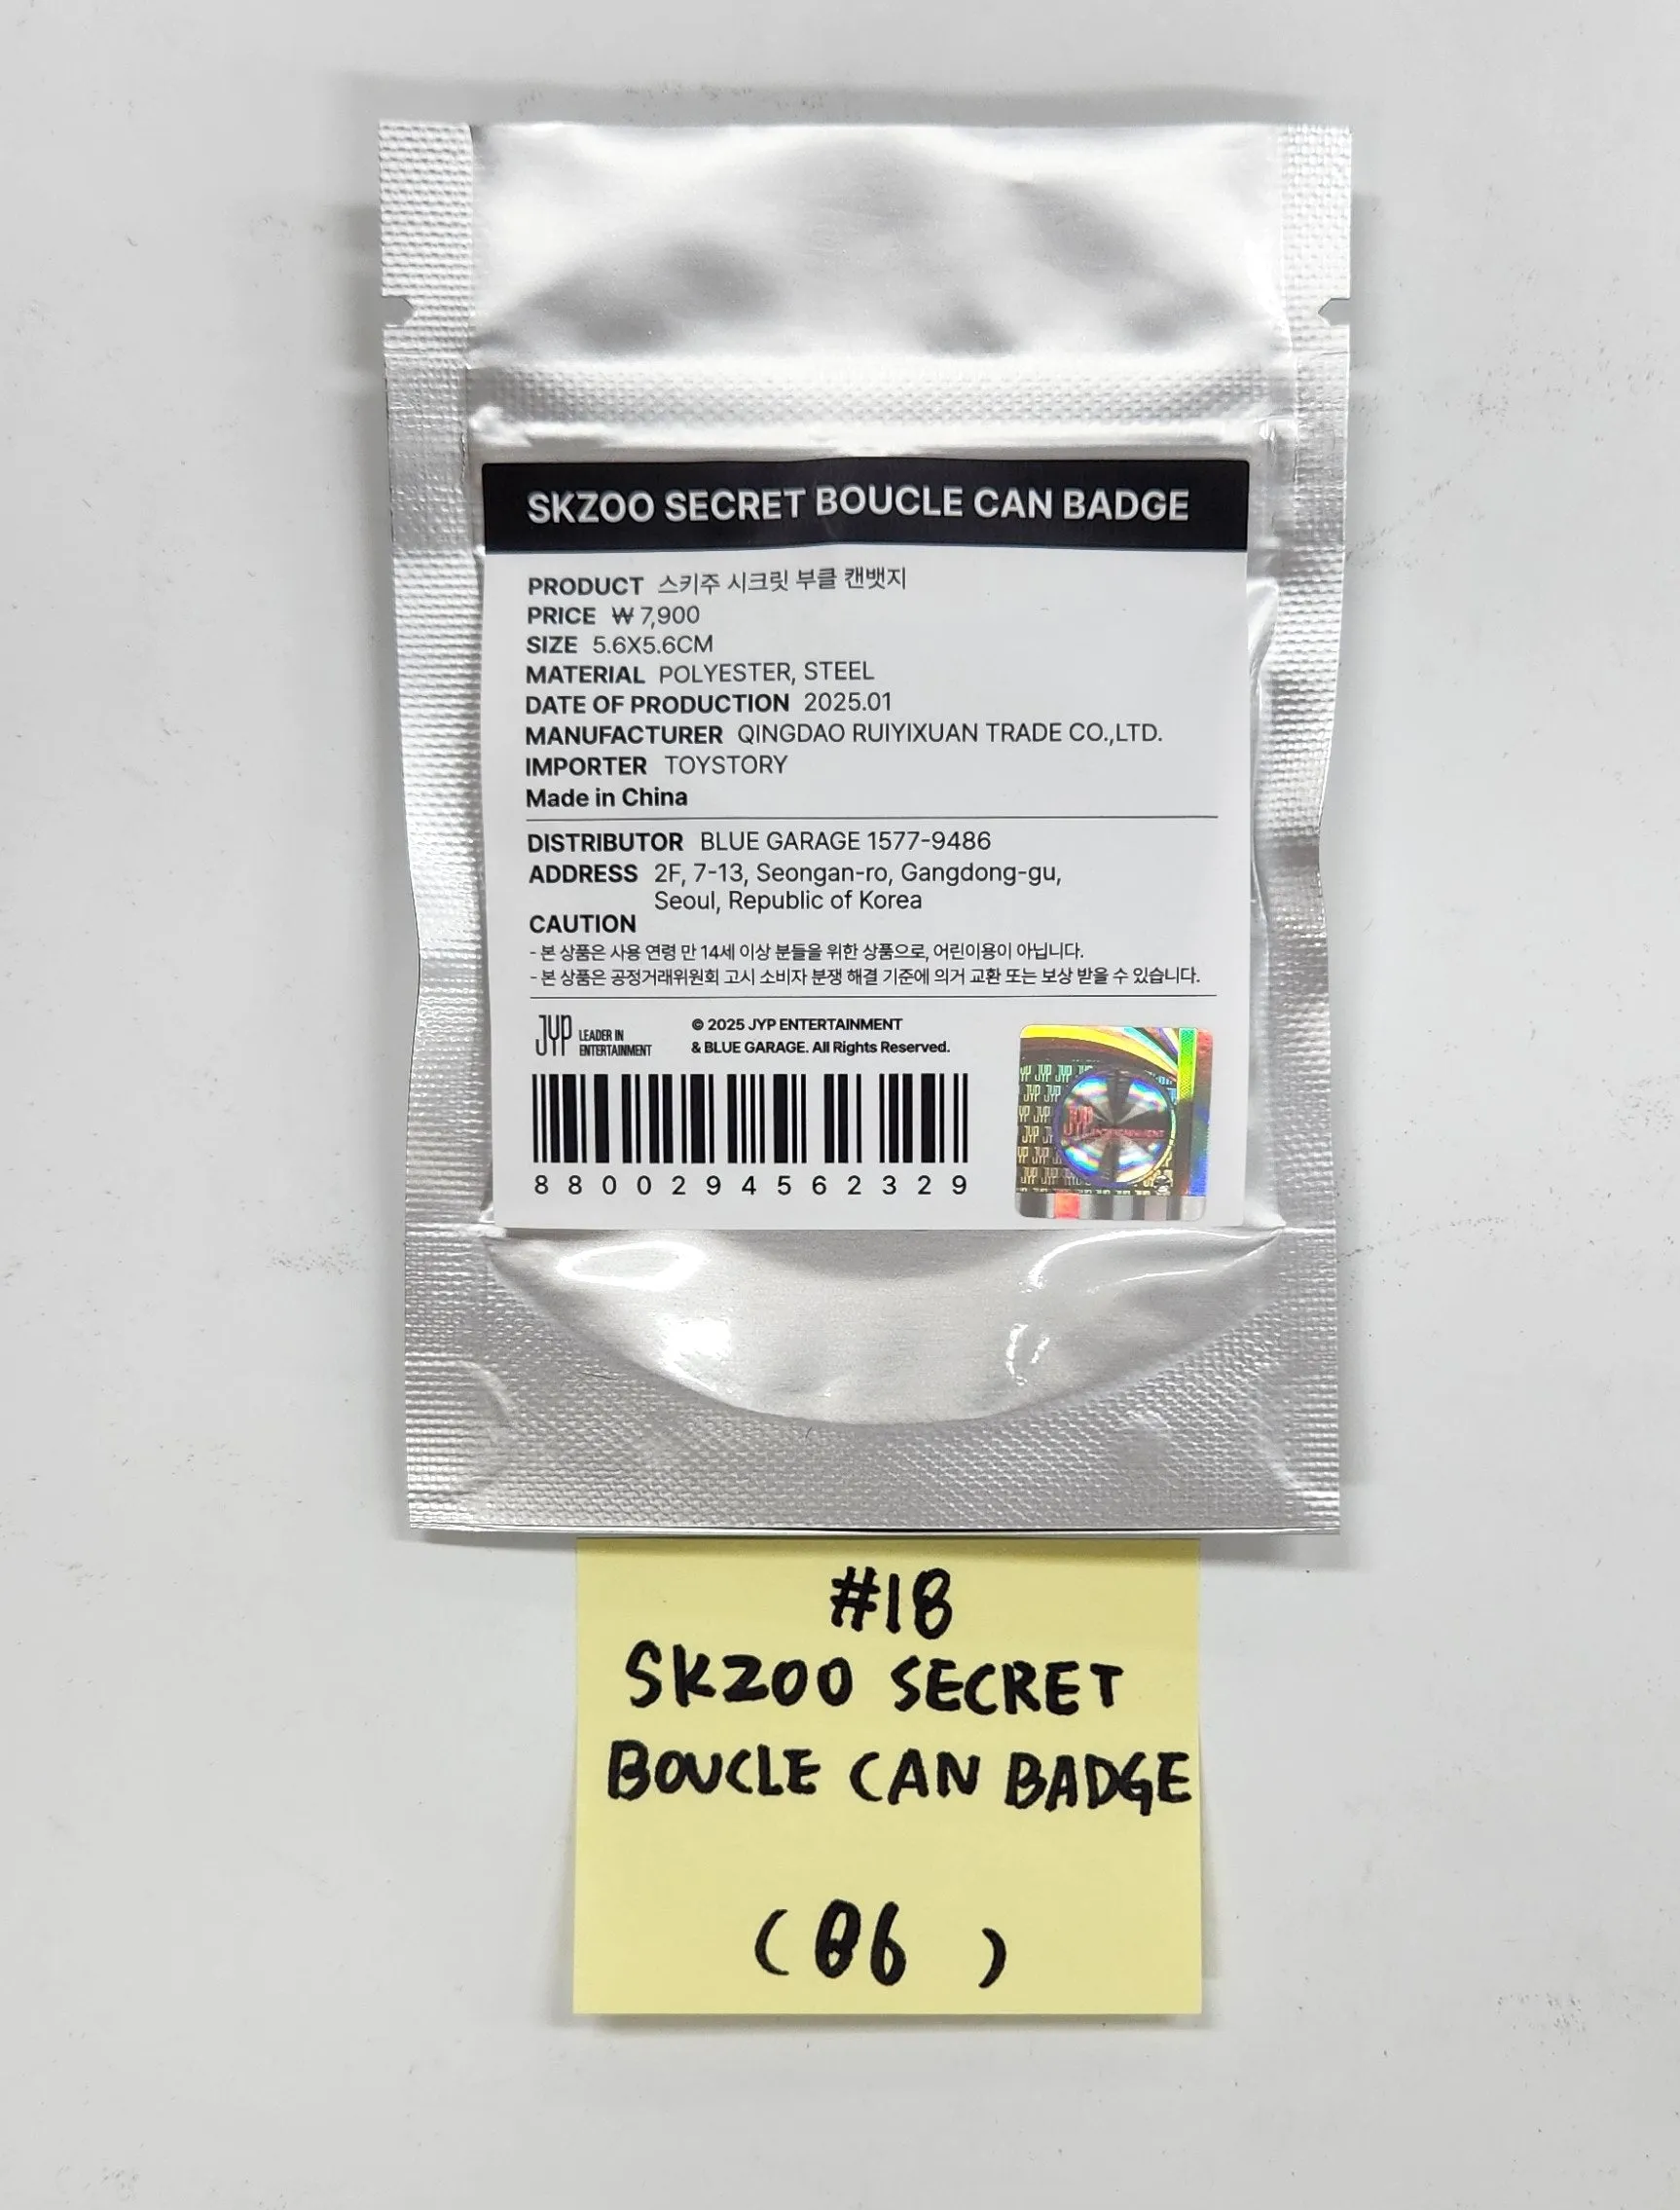 SKZOO SECRET BOUCLE CAN BADGE
PRODUCT 스키주 시크릿 부클 캔뱃지
PRICE ₩ 7,900
SIZE 5.6X5.6CM
MATERIAL POLYESTER, STEEL
DATE OF PRODUCTION 2025.01
MANUFACTURER QINGDAO RUIYIXUAN TRADE CO.,LTD.
IMPORTER TOYSTORY
Made in China
DISTRIBUTOR BLUE GARAGE 1577-9486
ADDRESS 2F, 7-13, Seongan-ro, Gangdong-gu,
Seoul, Republic of Korea
CAUTION
- 본 상품은 사용 연령 만 14세 이상 분들을 위한 상품으로, 어린이용이 아닙니다.
- 본 상품은 공정거래위원회 고시 소비자 분쟁 해결 기준에 의거 교환 또는 보상 받을 수 있습니다.
JYP LEADER IN
ENTERTAINMENT
© 2025 JYP ENTERTAINMENT
& BLUE GARAGE. All Rights Reserved.
JYP ENTERTAINMENT
8800294562329
#18
SKZOO SECRET
BOUCLE CAN BADGE
( 06 )